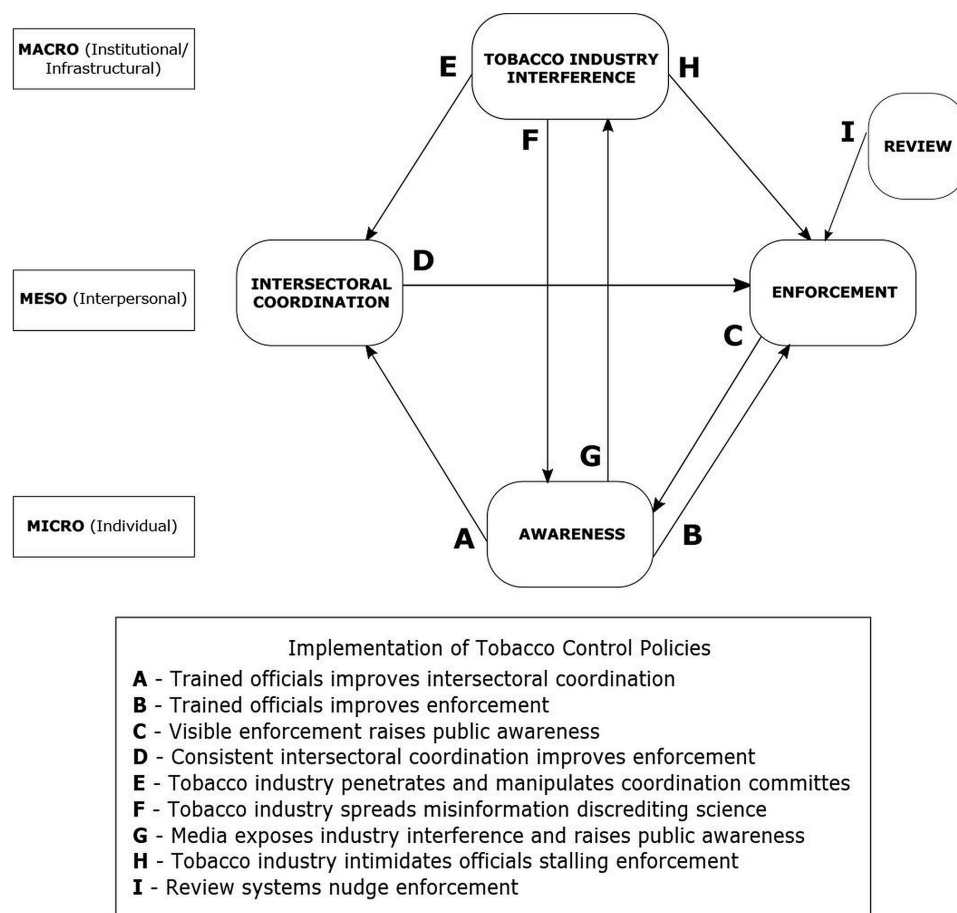 MACRO (Institutional/
Infrastructural)
E
TOBACCO INDUSTRY
INTERFERENCE
H
F
I
REVIEW
MESO (Interpersonal)
INTERSECTORAL
COORDINATION
D
ENFORCEMENT
C
G
MICRO (Individual)
A
AWARENESS
B
Implementation of Tobacco Control Policies
A - Trained officials improves intersectoral coordination
B - Trained officials improves enforcement
C - Visible enforcement raises public awareness
D - Consistent intersectoral coordination improves enforcement
E - Tobacco industry penetrates and manipulates coordination committes
F - Tobacco industry spreads misinformation discrediting science
G - Media exposes industry interference and raises public awareness
H - Tobacco industry intimidates officials stalling enforcement
I - Review systems nudge enforcement